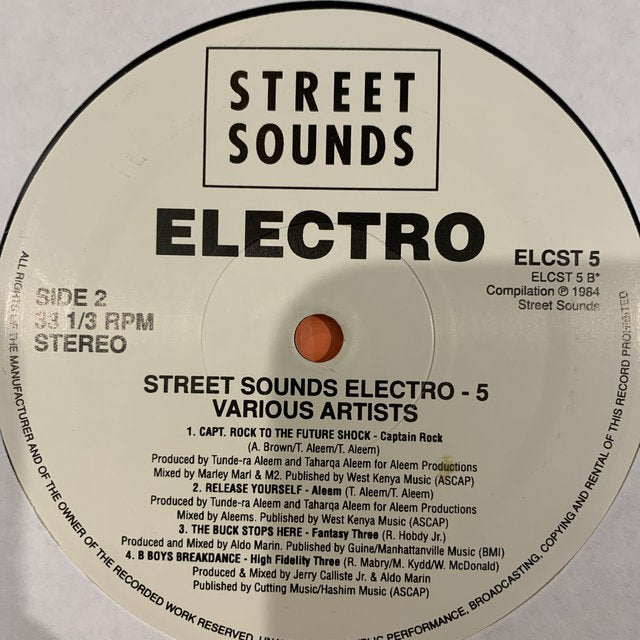 STREET
SOUNDS
ELECTRO
ELCST 5
ELCST 5 B*
Compilation ℗ 1984
Street Sounds
SIDE 2
33 1/3 RPM
STEREO
STREET SOUNDS ELECTRO - 5
VARIOUS ARTISTS
1. CAPT. ROCK TO THE FUTURE SHOCK - Captain Rock
(A. Brown/T. Aleem/T. Aleem)
Produced by Tunde-ra Aleem and Taharqa Aleem for Aleem Productions
Mixed by Marley Marl & M2. Published by West Kenya Music (ASCAP)
2. RELEASE YOURSELF - Aleem (T. Aleem/T. Aleem)
Produced by Tunde-ra Aleem and Taharqa Aleem for Aleem Productions
Mixed by Aleems. Published by West Kenya Music (ASCAP)
3. THE BUCK STOPS HERE - Fantasy Three (R. Hobdy Jr.)
Produced and Mixed by Aldo Marin. Published by Guine/Manhattanville Music (BMI)
4. B BOYS BREAKDANCE - High Fidelity Three (R. Mabry/M. Kydd/W. McDonald)
Produced & Mixed by Jerry Calliste Jr. & Aldo Marin
Published by Cutting Music/Hashim Music (ASCAP)
ALL RIGHTS OF THE MANUFACTURER AND OF THE OWNER OF THE RECORDED WORK RESERVED. PUBLIC PERFORMANCE, BROADCASTING, COPYING AND RENTAL OF THIS RECORD PROHIBITED